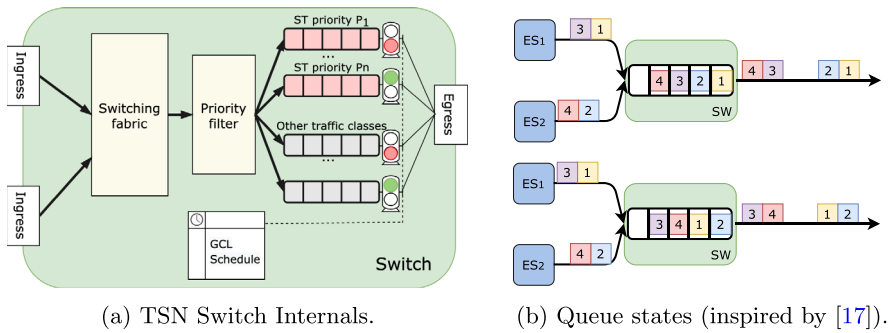 ST priority P1
...
Ingress
Switching
fabric
Priority
filter
ST priority Pn
Egress
Other traffic classes
...
Ingress
GCL
Schedule
Switch
(a) TSN Switch Internals.
ES1
3 1
4 3 2 1
4 3
2 1
ES2
4 2
SW
ES1
3 1
3 4 1 2
3 4
1 2
ES2
4 2
SW
(b) Queue states (inspired by [17]).